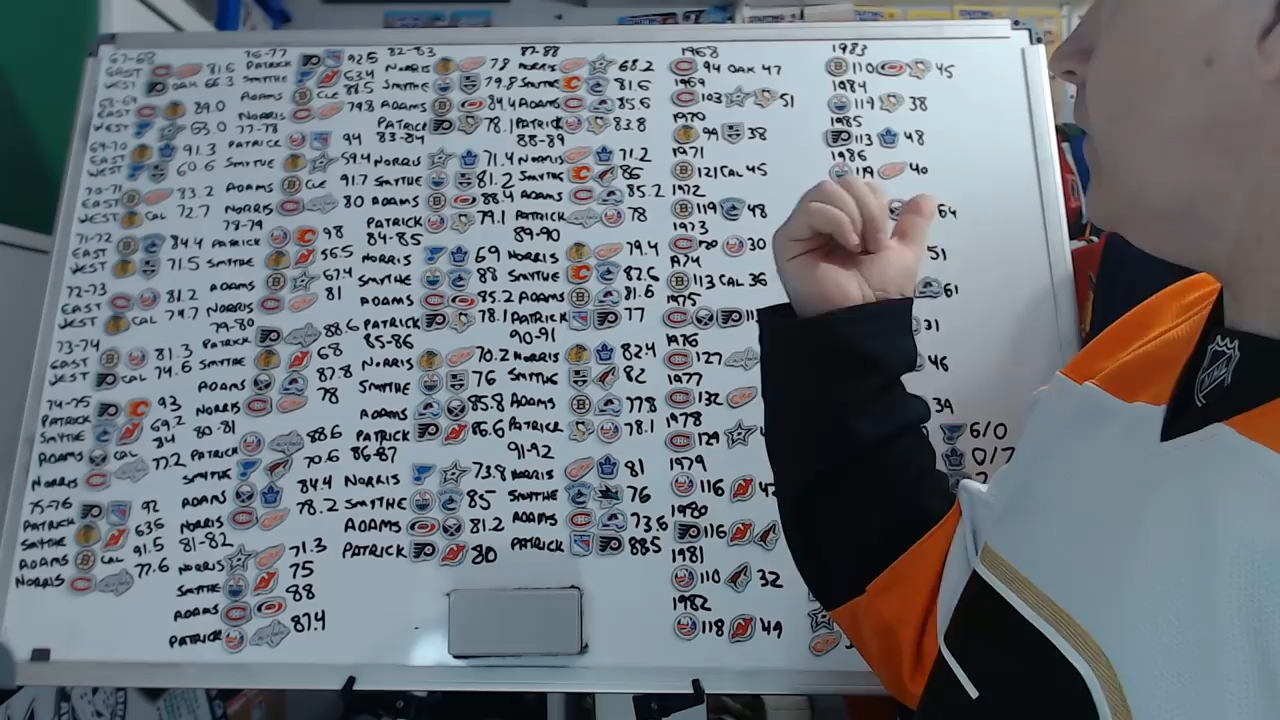 67-68
EAST 81.6
WEST OAK 66.3
68-69
EAST 84.0
WEST 63.0
69-70
EAST 91.3
WEST 60.6
70-71
EAST 83.2
WEST CAL 72.7
71-72
EAST 84.4
WEST 71.5
72-73
EAST 81.2
WEST CAL 74.7
73-74
EAST 81.3
WEST CAL 74.6
74-75
PATRICK 93
SMYTHE 69.2
ADAMS CAL 84
NORRIS 77.2
75-76
PATRICK 92
SMYTHE 63.5
ADAMS CAL 91.5
NORRIS 77.6
76-77
PATRICK 92.5
SMYTHE 63.4
ADAMS CLE 88.5
NORRIS 79.8
77-78
PATRICK 94
SMYTHE 59.4
ADAMS CLE 91.7
NORRIS 80
78-79
PATRICK 98
SMYTHE 56.5
ADAMS 67.4
NORRIS 81
79-80
PATRICK 88.6
SMYTHE 68
ADAMS 87.8
NORRIS 78
80-81
PATRICK 88.6
SMYTHE 70.6
ADAMS 84.4
NORRIS 78.2
81-82
NORRIS 71.3
SMYTHE 75
ADAMS 88
PATRICK 87.4
82-83
NORRIS 78
SMYTHE 79.8
ADAMS 84.4
PATRICK 78.1
83-84
NORRIS 71.4
SMYTHE 81.2
ADAMS 88.4
PATRICK 79.1
84-85
NORRIS 69
SMYTHE 88
ADAMS 85.2
PATRICK 78.1
85-86
NORRIS 70.2
SMYTHE 76
ADAMS 85.8
PATRICK 86.6
86-87
NORRIS 73.8
SMYTHE 85
ADAMS 81.2
PATRICK 80
87-88
NORRIS 68.2
SMYTHE 81.6
ADAMS 85.6
PATRICK 83.8
88-89
NORRIS 71.2
SMYTHE 86
ADAMS 85.2
PATRICK 78
89-90
NORRIS 79.4
SMYTHE 82.6
ADAMS 81.6
PATRICK 77
90-91
NORRIS 82.4
SMYTHE 82
ADAMS 77.8
PATRICK 78.1
91-92
NORRIS 81
SMYTHE 76
ADAMS 73.6
PATRICK 88.5
1968
94 OAK 47
1969
103 51
1970
99 38
1971
121 CAL 45
1972
119 48
1973
120 30
1974
113 CAL 36
1975
1976
127
1977
132
1978
129
1979
116
1980
116
1981
110 32
1982
118 49
1983
110 45
1984
119 38
1985
113 48
1986
119 40
64
51
61
31
46
39
6/0
0/7
NHL